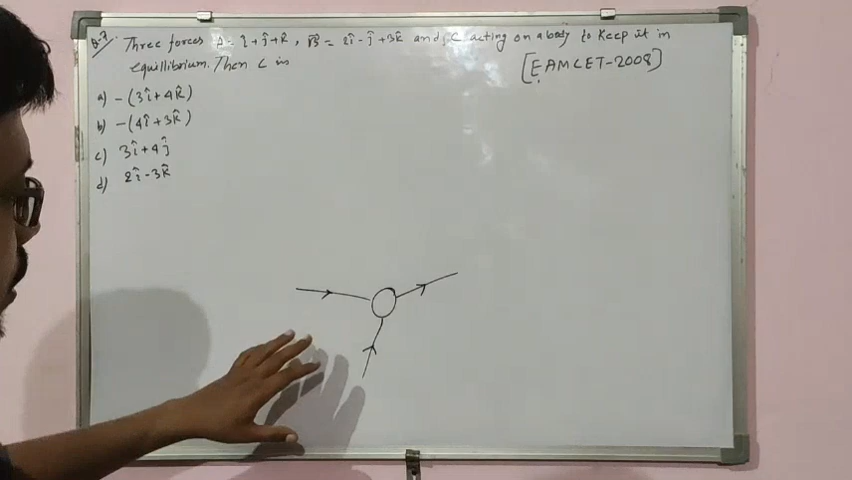 Q-7 Three forces A = î+ĵ+k̂, B⃗ = 2î-ĵ+3k̂ and, C acting on a body to keep it in
equillibrium. Then C is
[EAMCET-2008]
a) -(3î+4k̂)
b) -(4î+3k̂)
c) 3î+4ĵ
d) 2î-3k̂